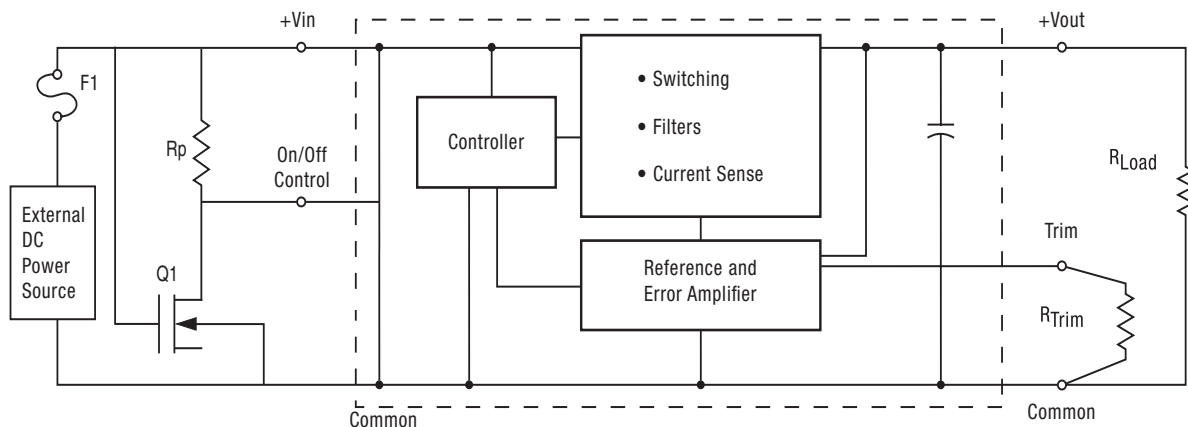 +Vin
+Vout
F1
• Switching
Rp
Controller
• Filters
On/Off
Control
• Current Sense
RLoad
External
DC
Power
Source
Q1
Reference and
Error Amplifier
Trim
RTrim
Common
Common